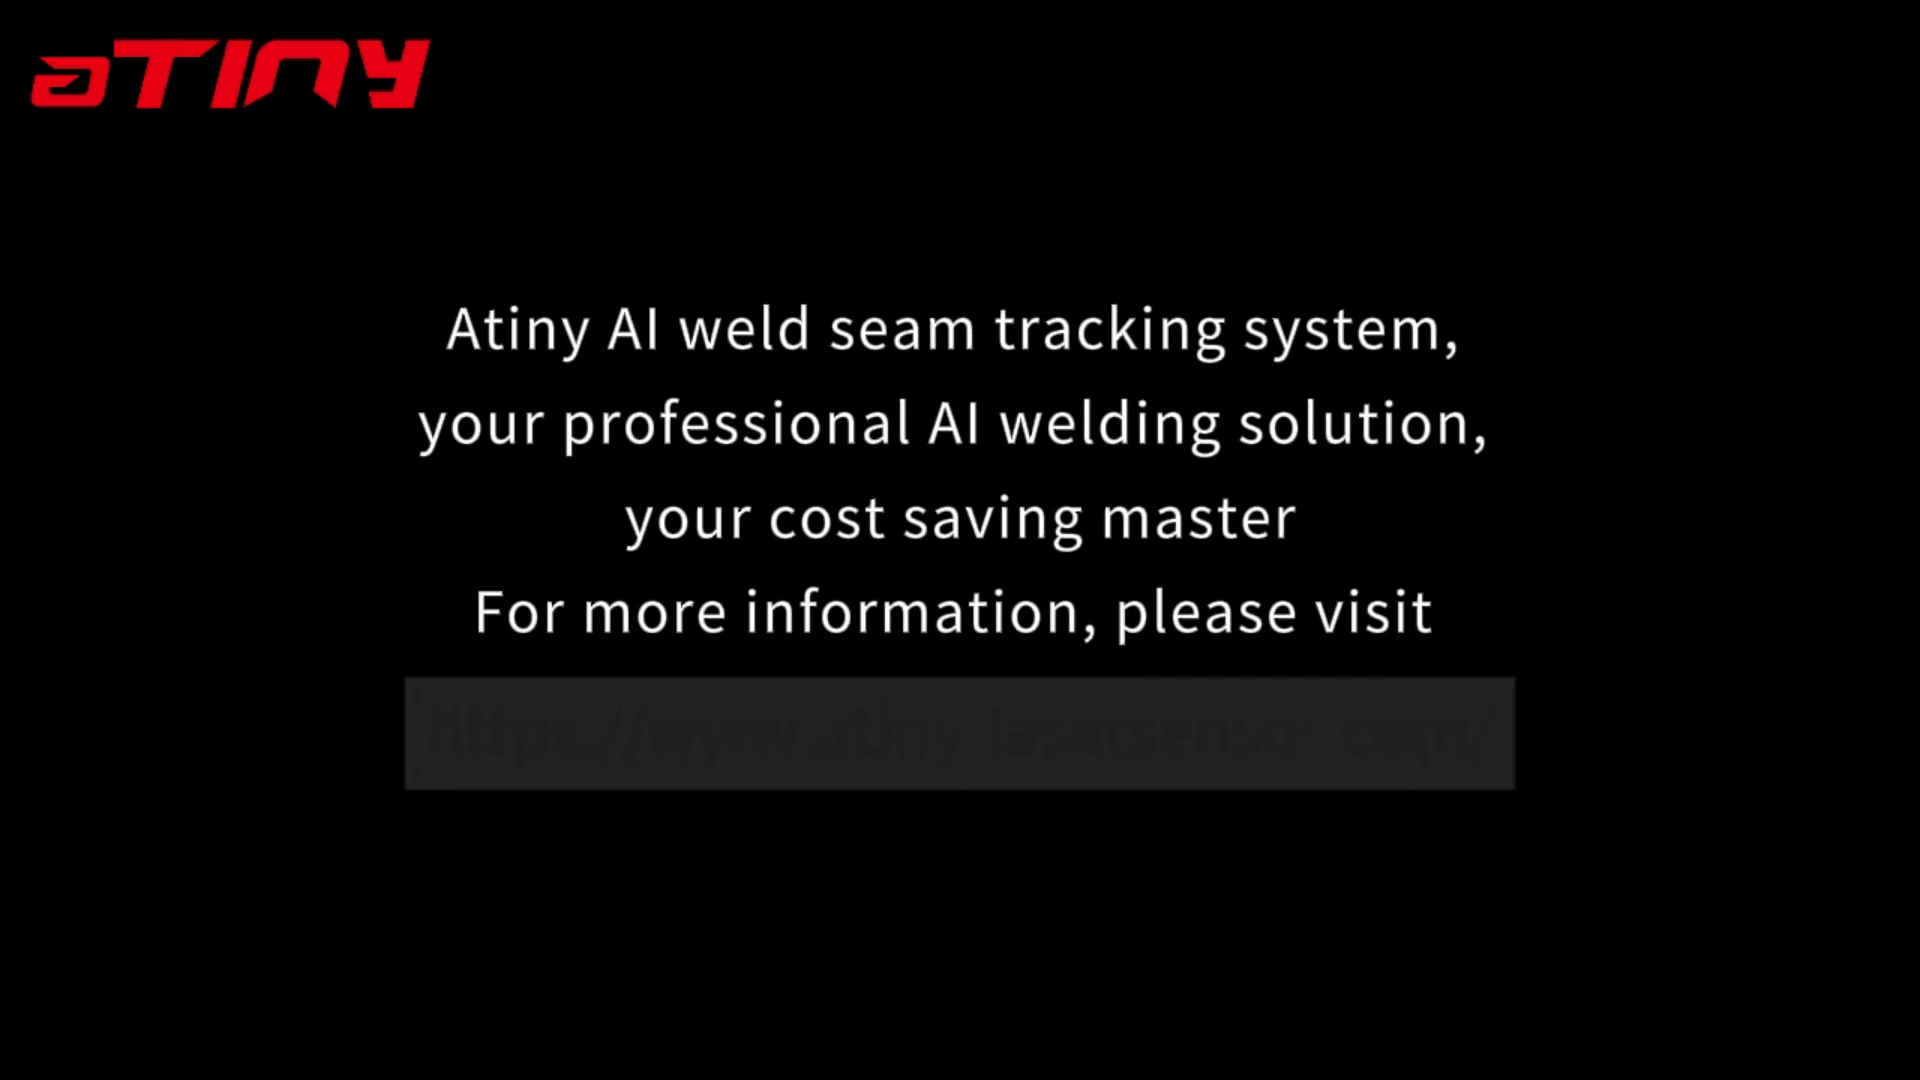 aTiny
Atiny AI weld seam tracking system,
your professional AI welding solution,
your cost saving master
For more information, please visit